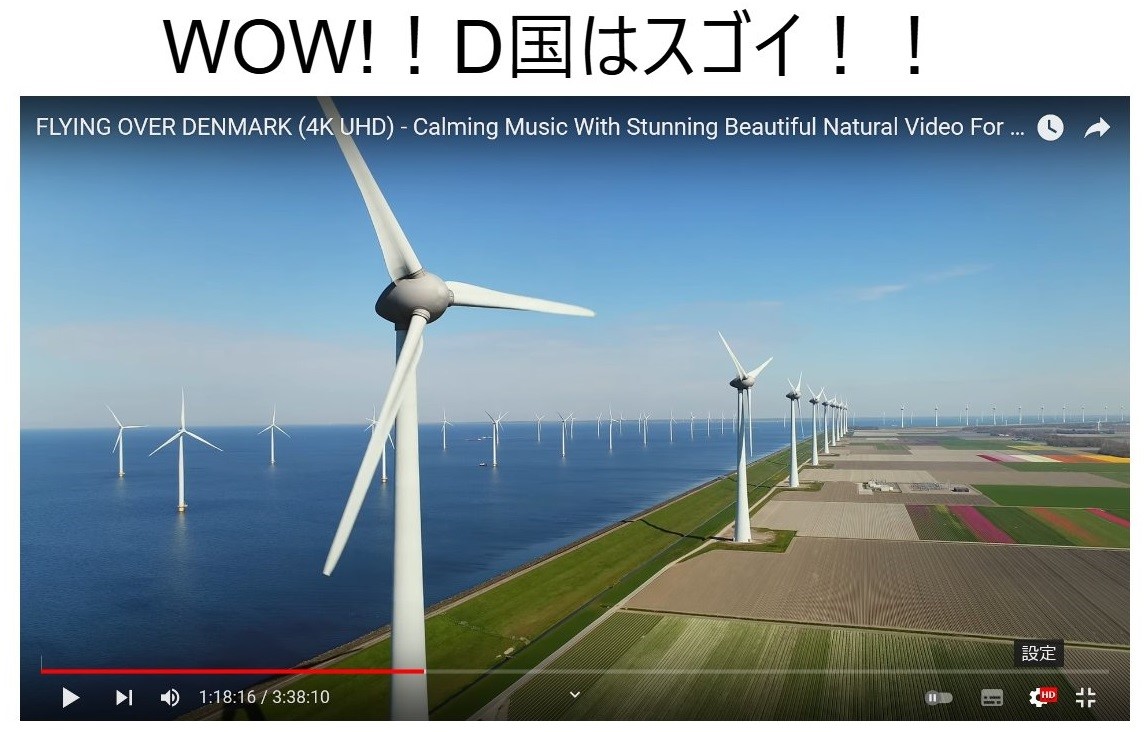 WOW!！D国はスゴイ！！
FLYING OVER DENMARK (4K UHD) - Calming Music With Stunning Beautiful Natural Video For ...
設定
1:18:16 / 3:38:10
HD